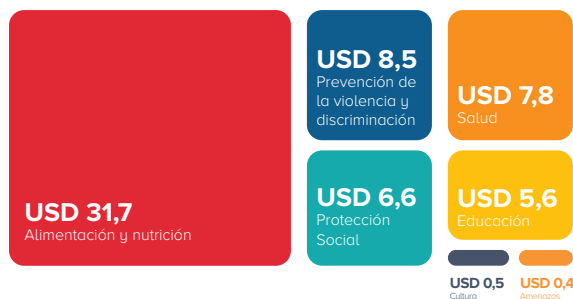 USD 31,7
Alimentación y nutrición
USD 8,5
Prevención de
la violencia y
discriminación
USD 7,8
Salud
USD 6,6
Protección
Social
USD 5,6
Educación
USD 0,5
Cultura
USD 0,4
Amenazas